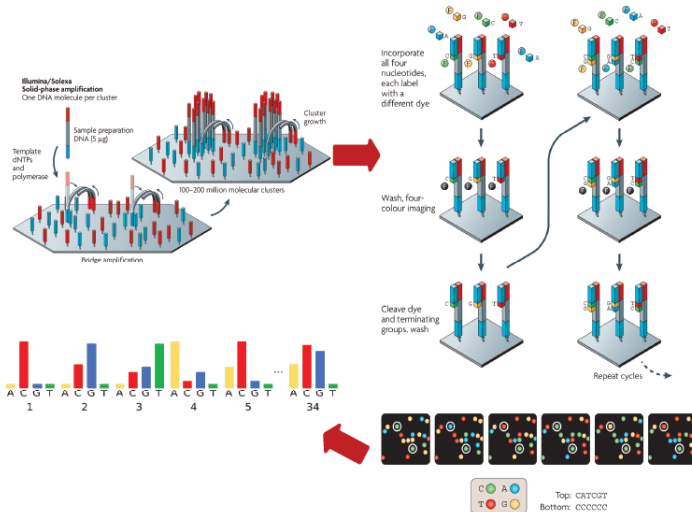 Illumina/Solexa
Solid-phase amplification
One DNA molecule per cluster
Sample preparation
DNA (5 µg)
Template
dNTPs
and
polymerase
Bridge amplification
Cluster
growth
100–200 million molecular clusters
Incorporate
all four
nucleotides,
each label
with a
different dye
Wash, four-
colour imaging
Cleave dye
and terminating
groups, wash
F G
F C
F T
F A
F A
F G
F C
F A
F T
C G T
C G T
C G T
Repeat cycles
A C G T A C G T A C G T A C G T A C G T ... A C G T
1 2 3 4 5 34
C A
T G
Top: CATCGT
Bottom: CCCCCC